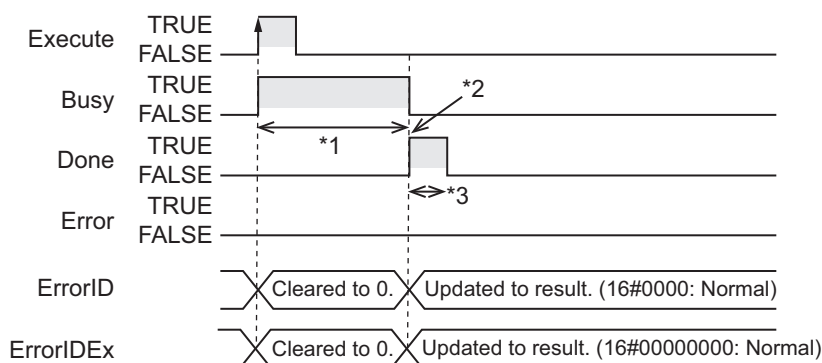 Execute TRUE
FALSE
Busy TRUE
FALSE
*2
*1
Done TRUE
FALSE
*3
Error TRUE
FALSE
ErrorID Cleared to 0. Updated to result. (16#0000: Normal)
ErrorIDEx Cleared to 0. Updated to result. (16#00000000: Normal)